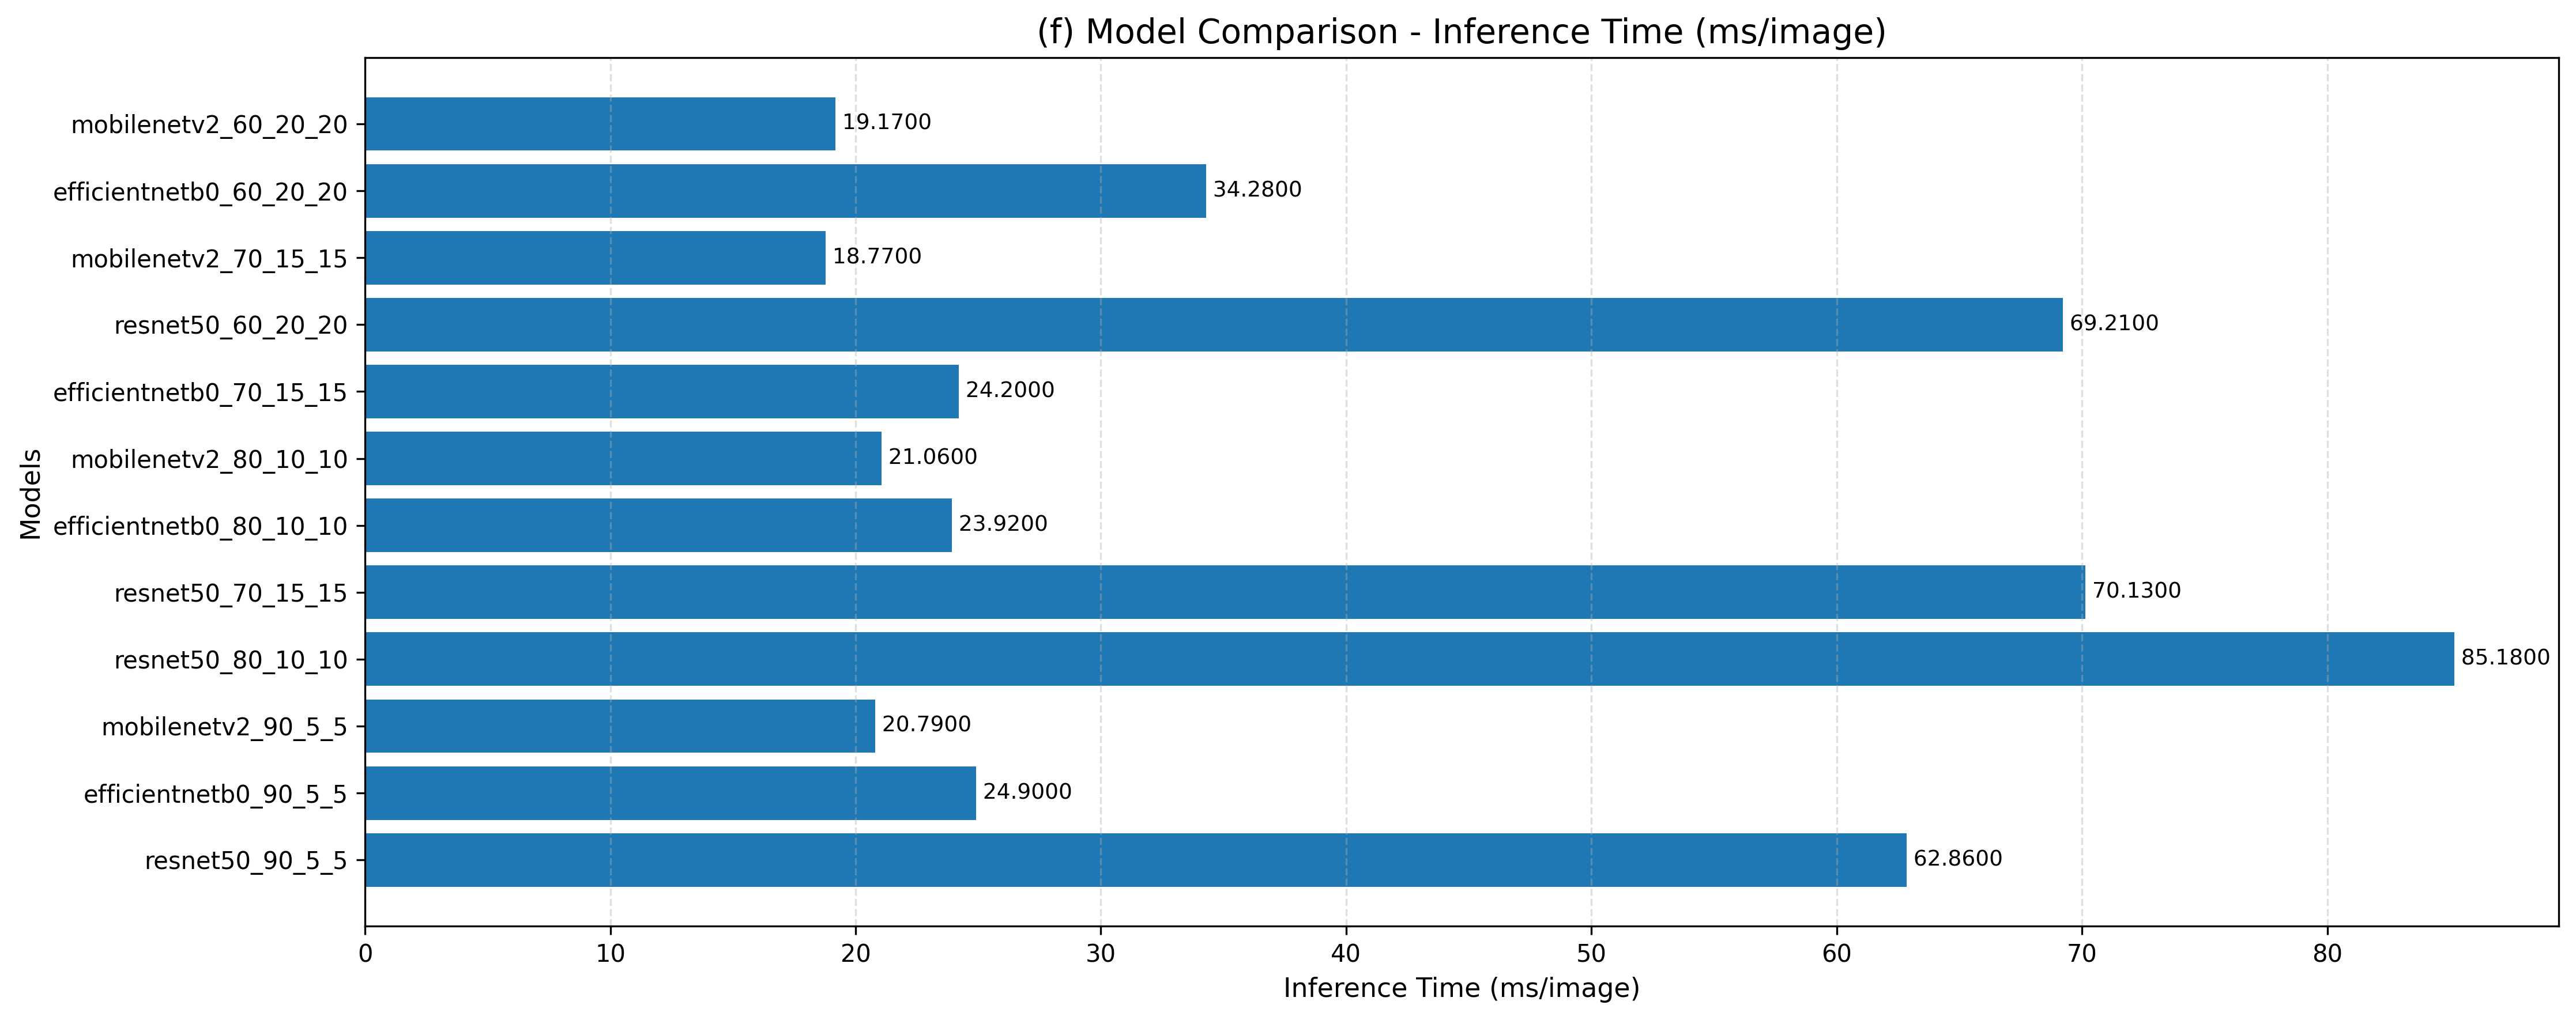 (f) Model Comparison - Inference Time (ms/image)
mobilenetv2_60_20_20 19.1700
efficientnetb0_60_20_20 34.2800
mobilenetv2_70_15_15 18.7700
resnet50_60_20_20 69.2100
efficientnetb0_70_15_15 24.2000
mobilenetv2_80_10_10 21.0600
efficientnetb0_80_10_10 23.9200
resnet50_70_15_15 70.1300
resnet50_80_10_10 85.1800
mobilenetv2_90_5_5 20.7900
efficientnetb0_90_5_5 24.9000
resnet50_90_5_5 62.8600
Models
0 10 20 30 40 50 60 70 80
Inference Time (ms/image)